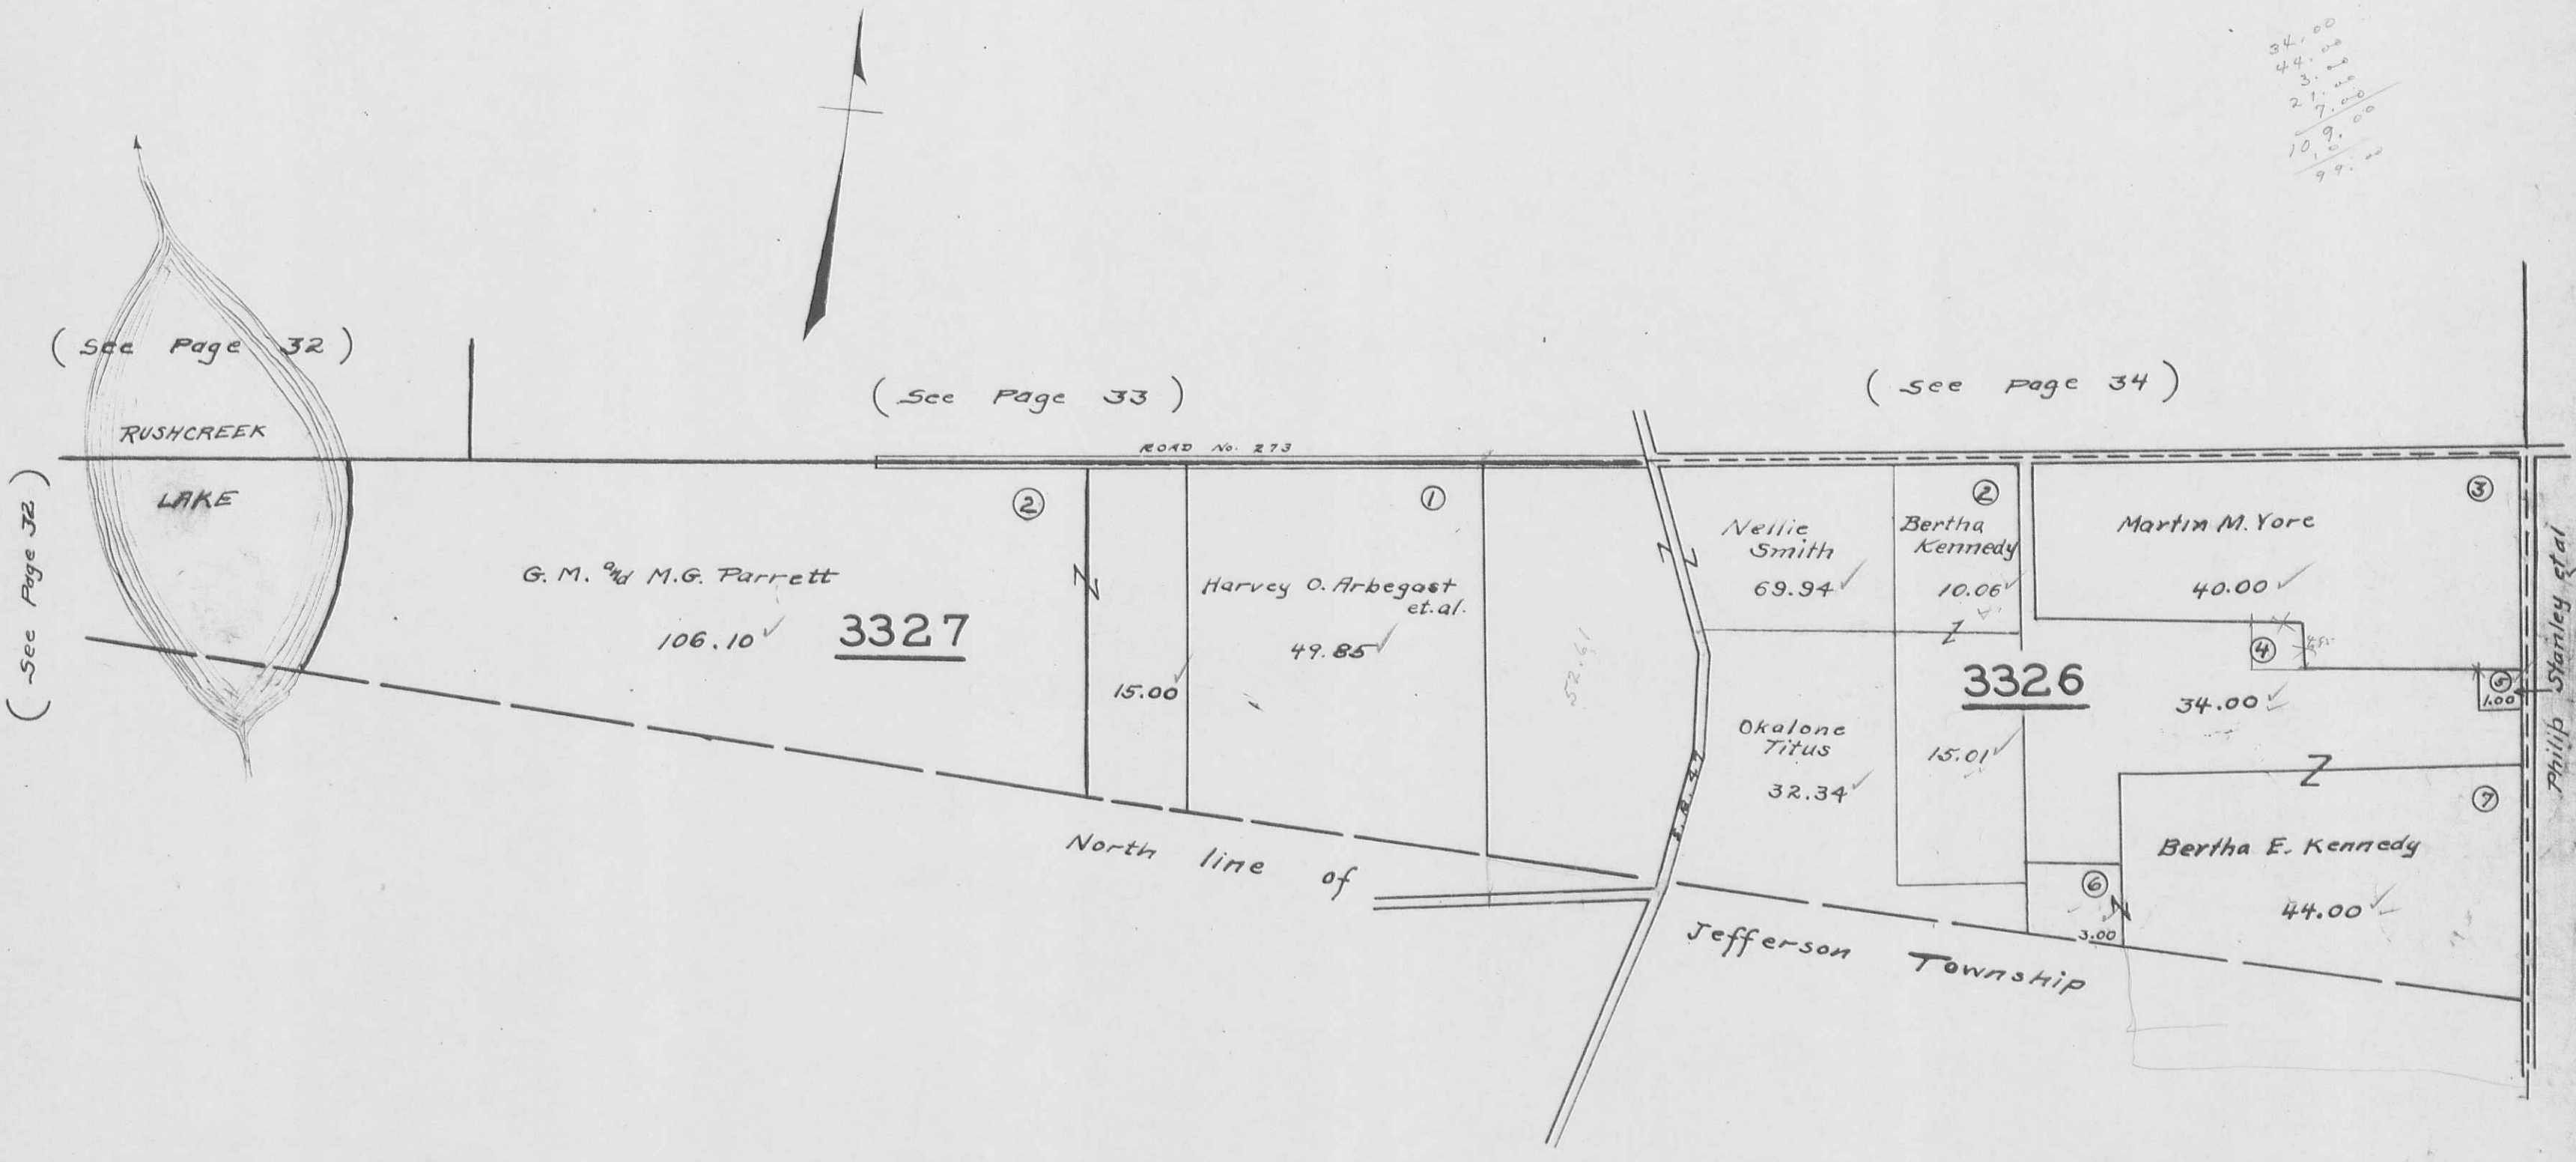 34.00
44.00
3.00
21.00
7.00
109.00
10
99.00
(See Page 32)
(See Page 33)
(See Page 34)
RUSHCREEK
LAKE
(See Page 32)
ROAD No. 273
②
G. M. and M.G. Parrett
106.10 ✓
3327
15.00 ✓
①
Harvey O. Arbegast
et.al.
49.85 ✓
52.61
S.R. 47
Nellie
Smith
69.94 ✓
②
Bertha
Kennedy
10.06 ✓
③
Martin M. Yore
40.00 ✓
④
⑤
1.00
Philip Stanley et al
3326
34.00 ✓
Okalone
Titus
32.34 ✓
15.01 ✓
⑦
Bertha E. Kennedy
44.00 ✓
⑥
3.00
North line of
Jefferson Township